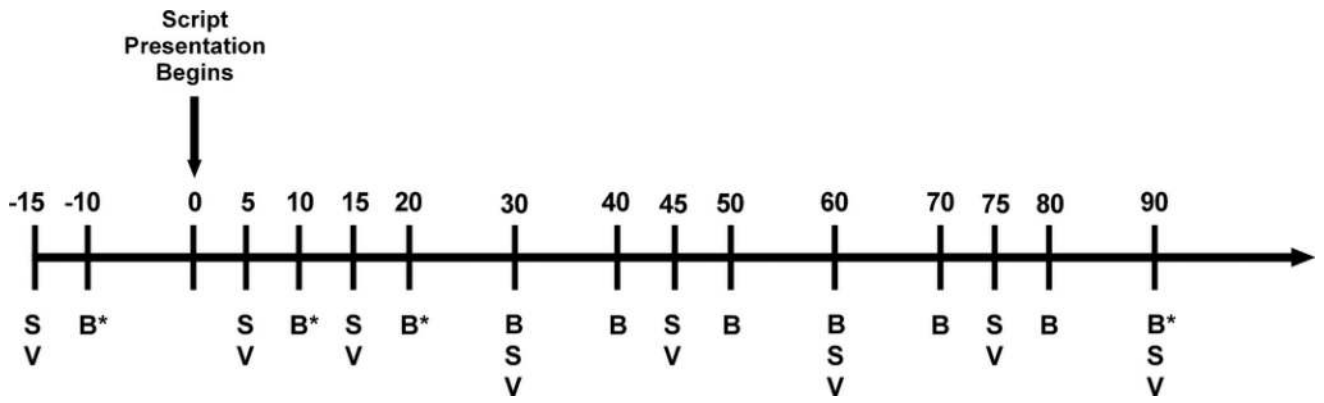 Script
Presentation
Begins
-15 -10 0 5 10 15 20 30 40 45 50 60 70 75 80 90
S B* S B* S B* B B S B B B S B B*
V V V S V S V S
V V V